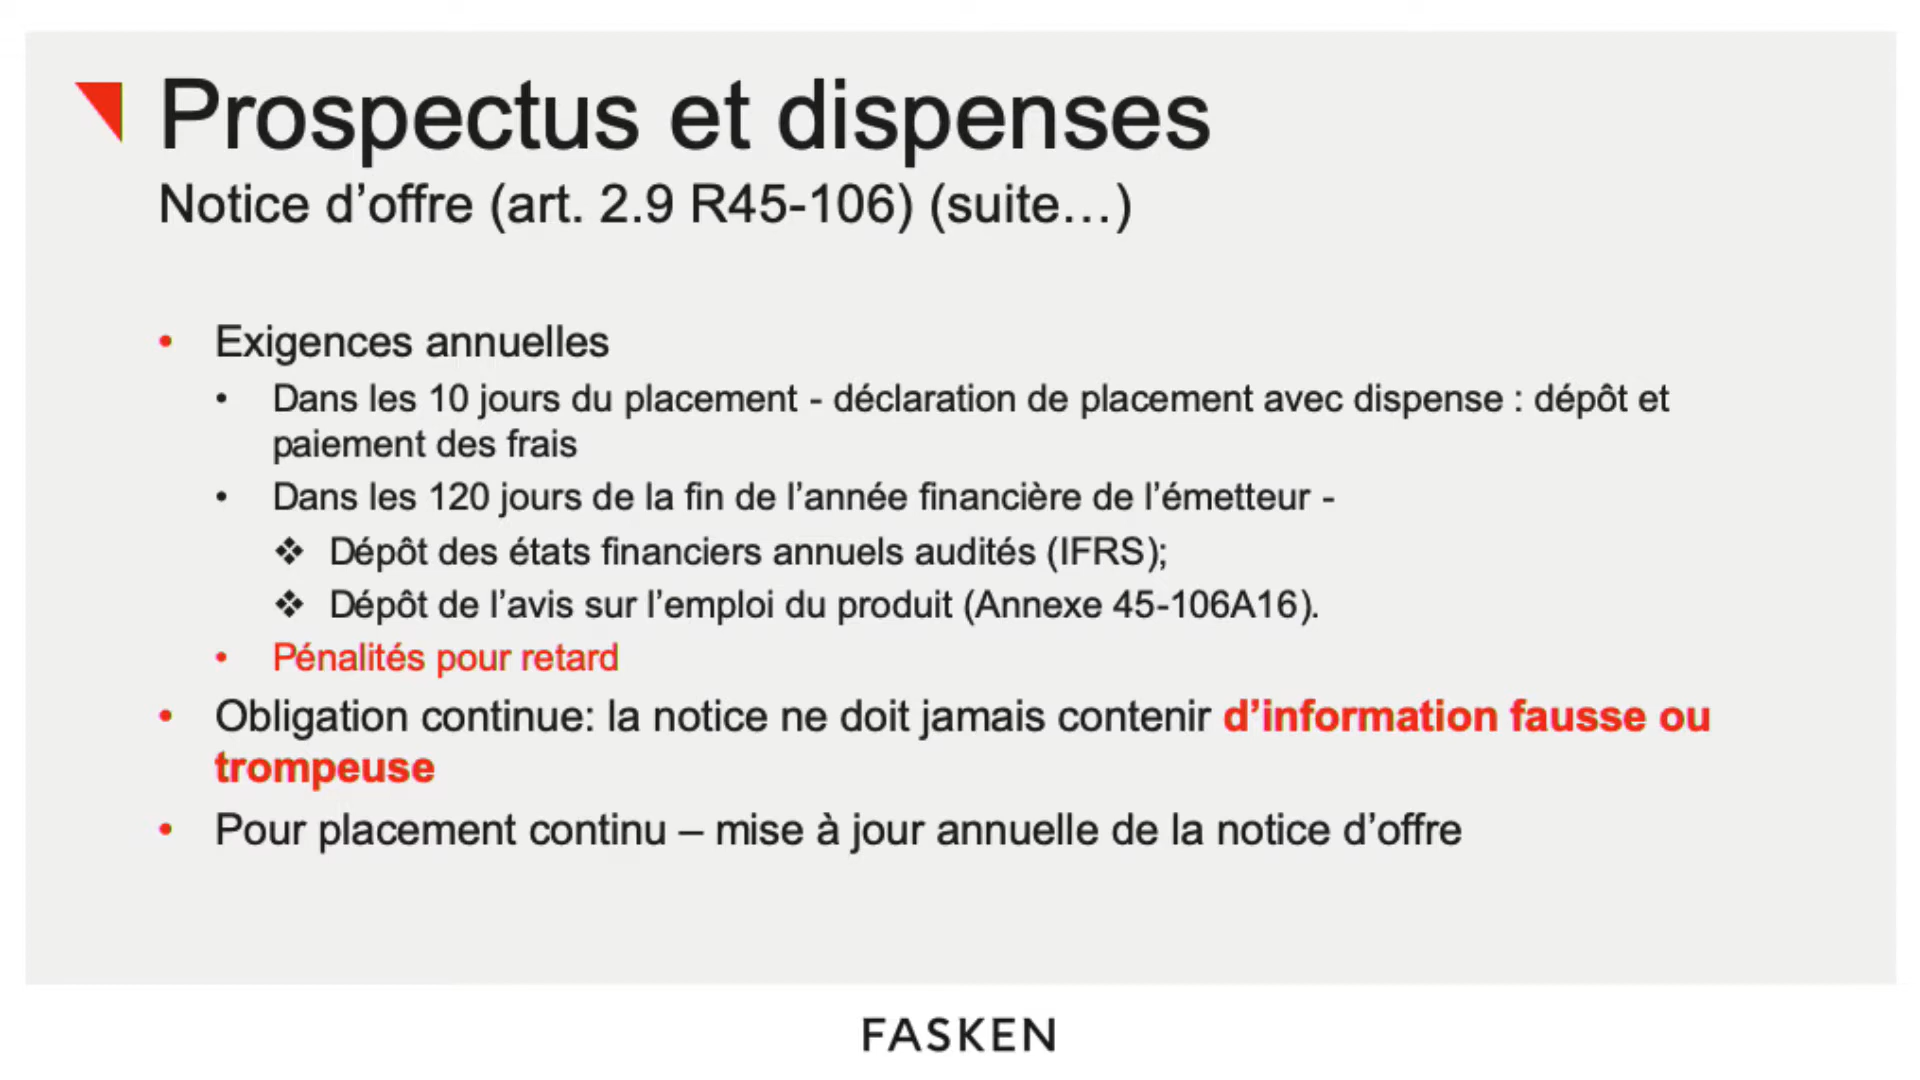 Prospectus et dispenses
Notice d’offre (art. 2.9 R45-106) (suite…)
• Exigences annuelles
• Dans les 10 jours du placement - déclaration de placement avec dispense : dépôt et
paiement des frais
• Dans les 120 jours de la fin de l’année financière de l’émetteur -
❖ Dépôt des états financiers annuels audités (IFRS);
❖ Dépôt de l’avis sur l’emploi du produit (Annexe 45-106A16).
• Pénalités pour retard
• Obligation continue: la notice ne doit jamais contenir d’information fausse ou
trompeuse
• Pour placement continu – mise à jour annuelle de la notice d’offre
FASKEN